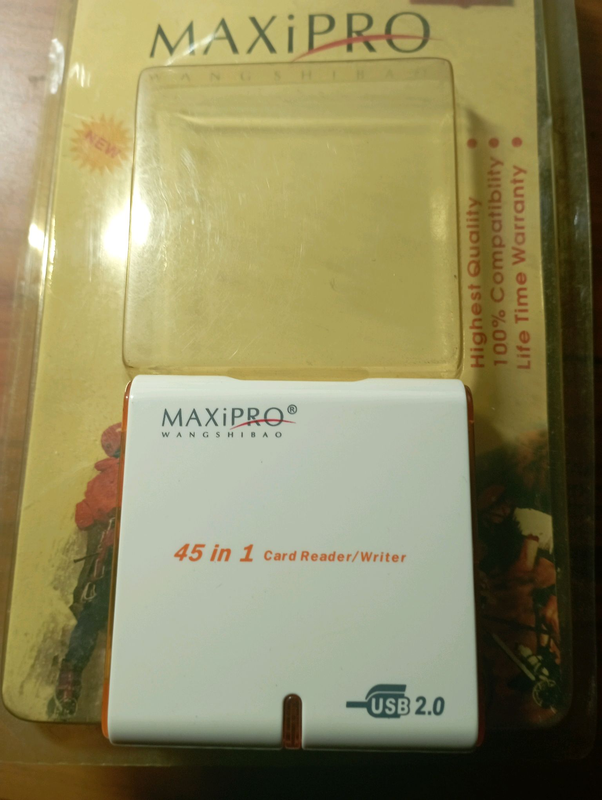 MAXiPRO
WANGSHIBAO
NEW
Highest Quality
100% Compatiblity
Life Time Warranty
MAXiPRO®
WANGSHIBAO
45 in 1 Card Reader/Writer
USB 2.0